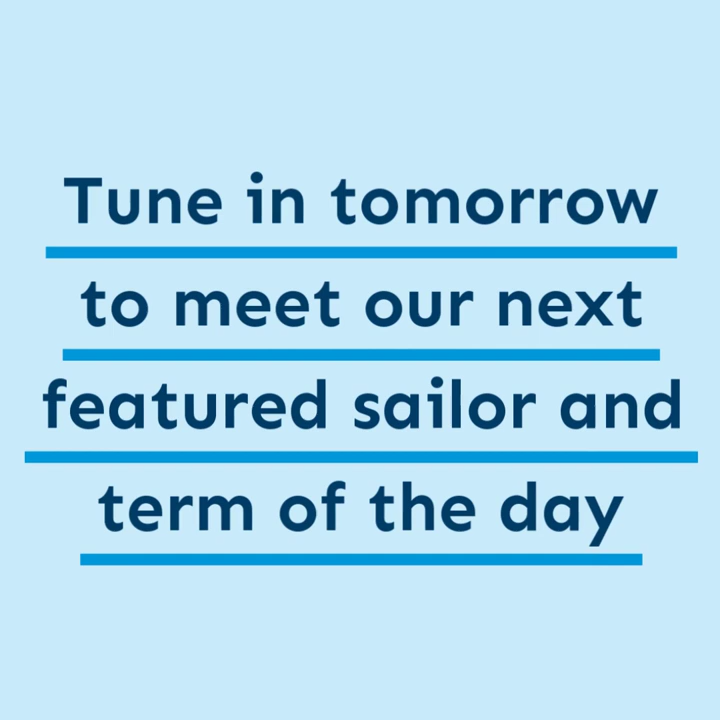 Tune in tomorrow
to meet our next
featured sailor and
term of the day